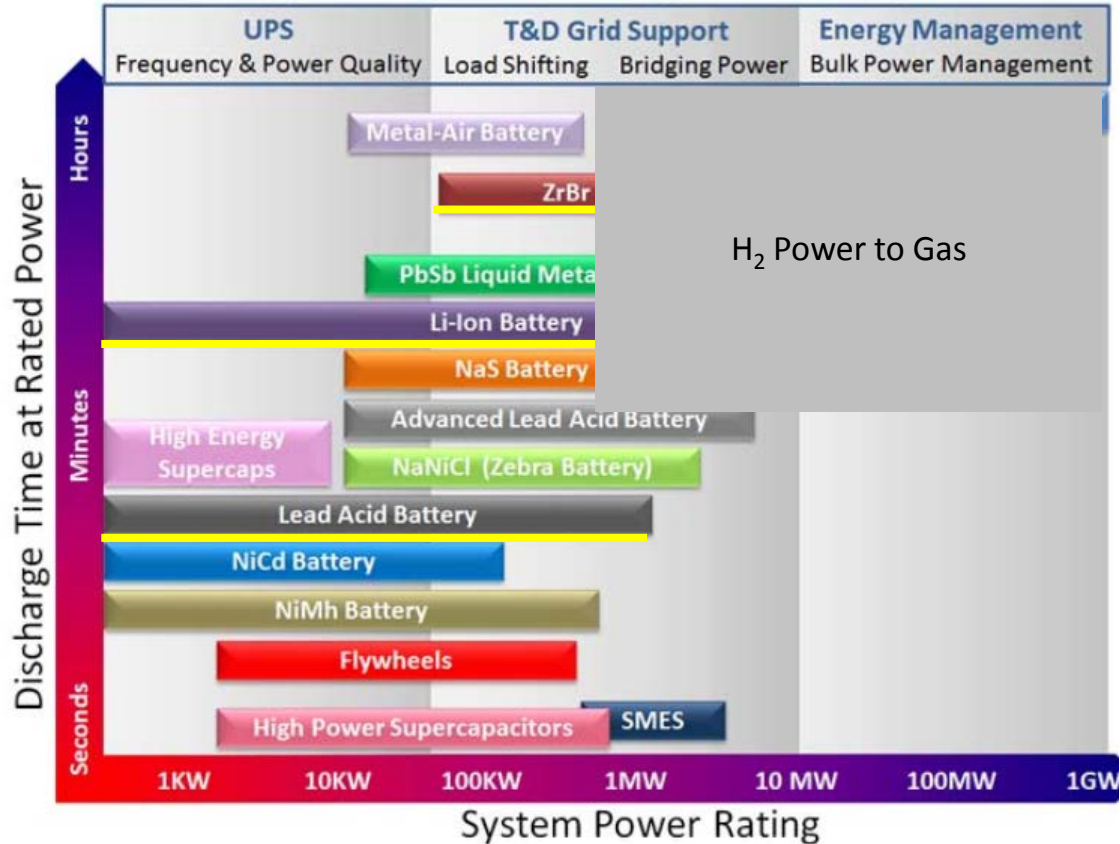 UPS
T&D Grid Support
Energy Management
Frequency & Power Quality
Load Shifting
Bridging Power
Bulk Power Management
Discharge Time at Rated Power
Hours
Minutes
Seconds
Metal-Air Battery
ZrBr
H₂ Power to Gas
PbSb Liquid Meta
Li-Ion Battery
NaS Battery
Advanced Lead Acid Battery
High Energy
Supercaps
NaNiCl (Zebra Battery)
Lead Acid Battery
NiCd Battery
NiMh Battery
Flywheels
High Power Supercapacitors
SMES
1KW
10KW
100KW
1MW
10 MW
100MW
1GW
System Power Rating